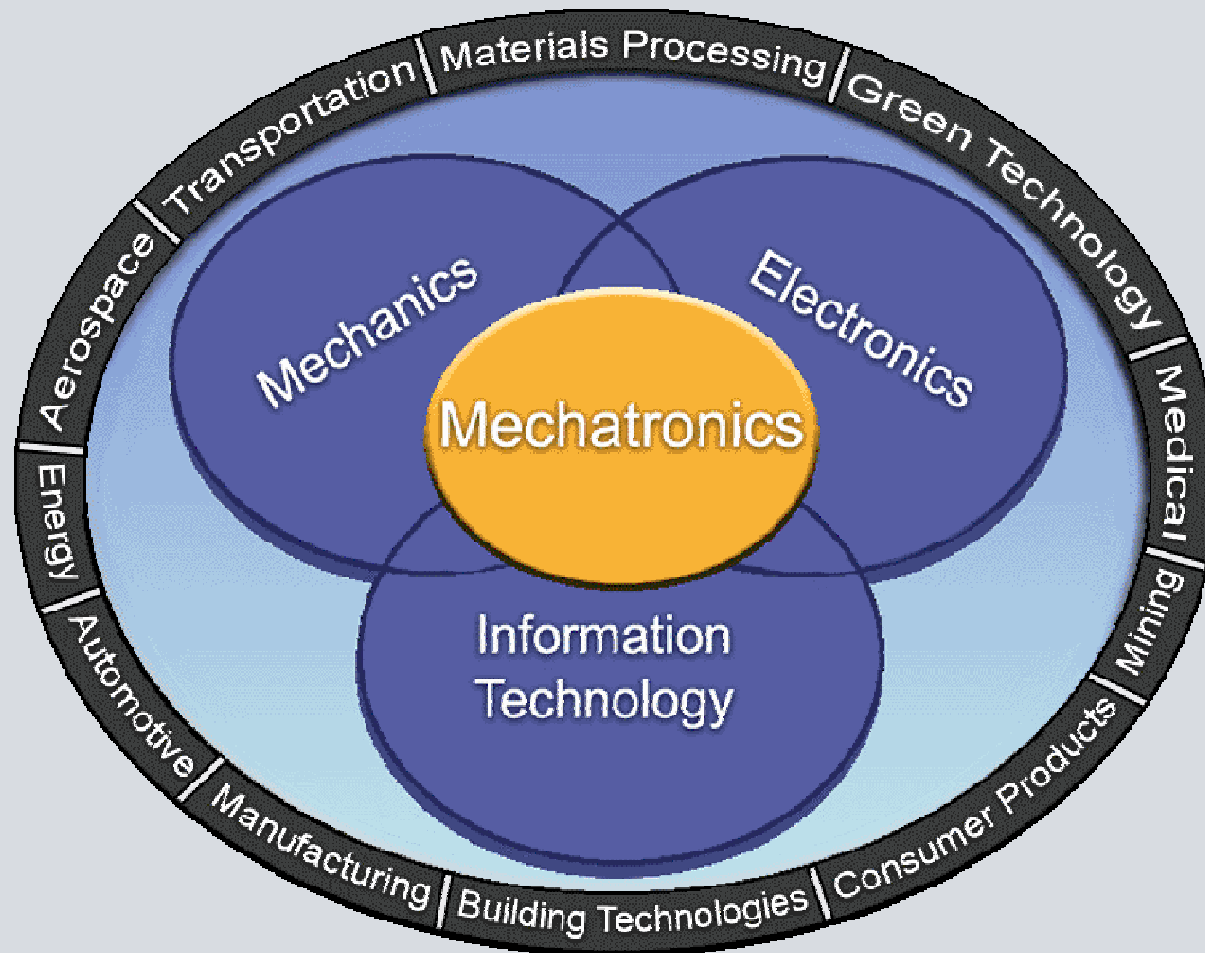 Materials Processing
Green Technology
Medical
Mining
Consumer Products
Building Technologies
Manufacturing
Automotive
Energy
Aerospace
Transportation
Mechanics
Electronics
Mechatronics
Information
Technology